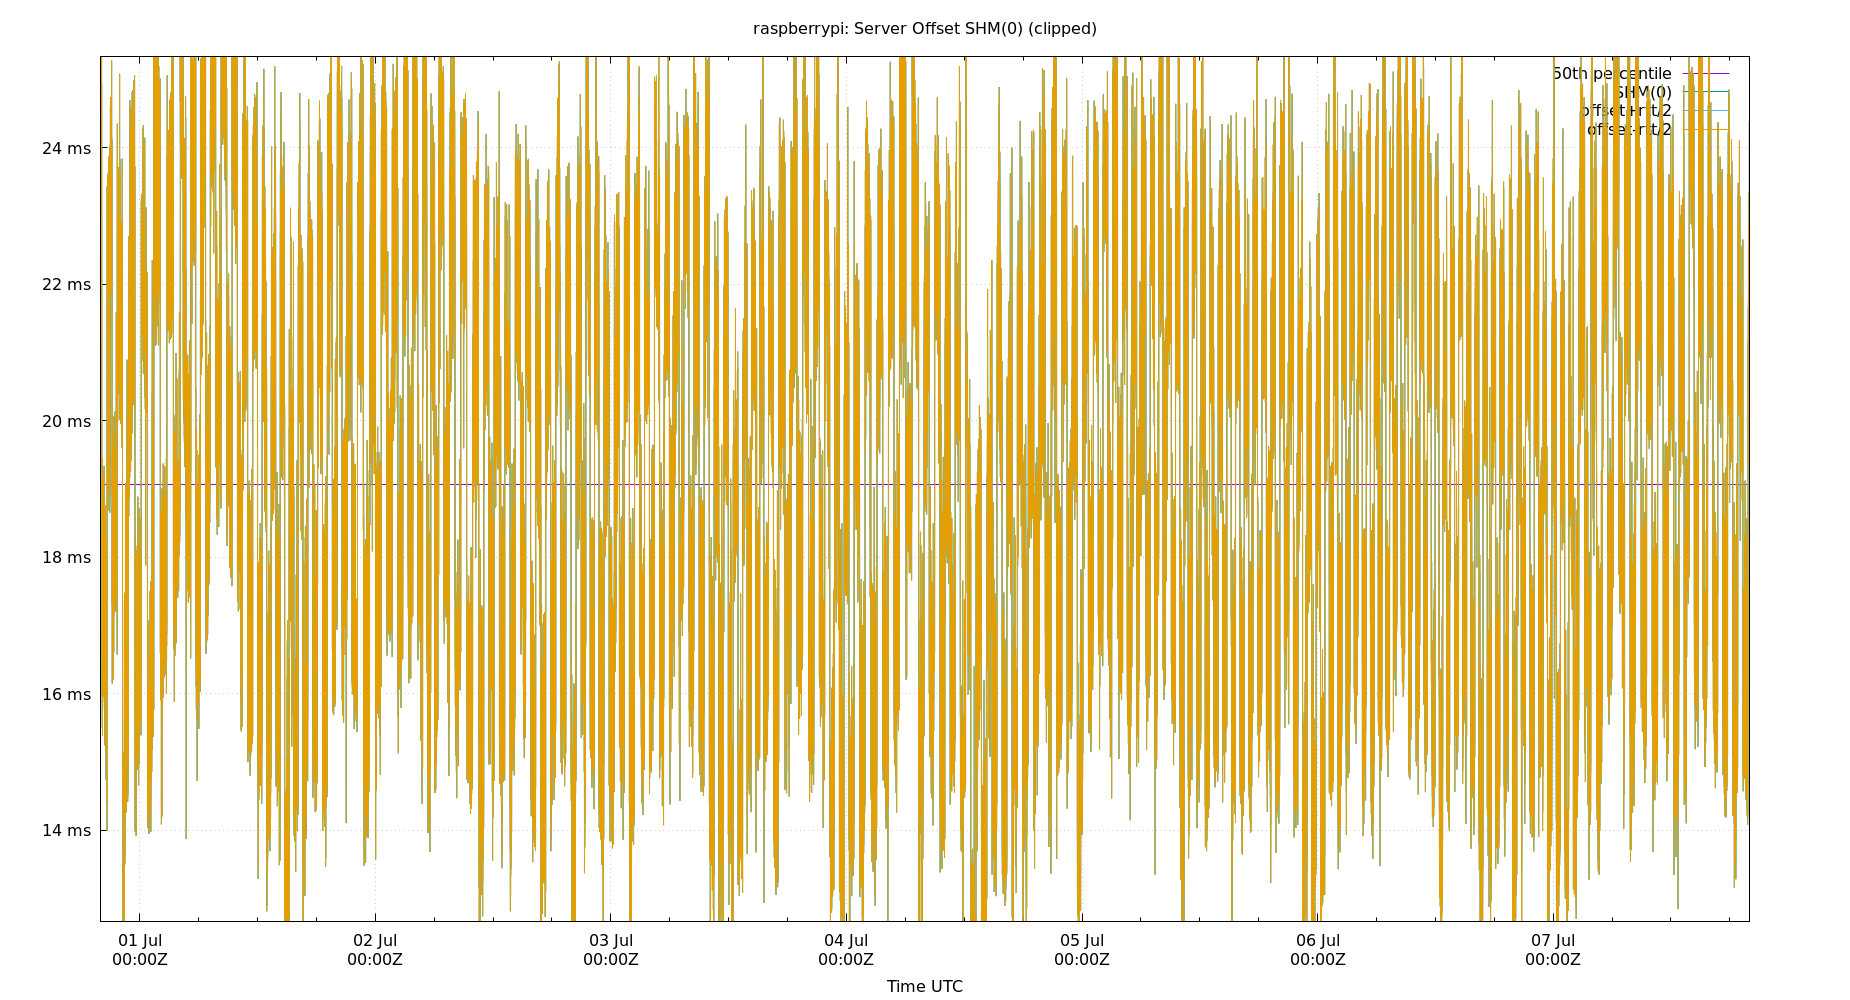 raspberrypi: Server Offset SHM(0) (clipped)
50th percentile
SHM(0)
offset+rtt/2
offset-rtt/2
24 ms
22 ms
20 ms
18 ms
16 ms
14 ms
01 Jul 02 Jul 03 Jul 04 Jul 05 Jul 06 Jul 07 Jul
00:00Z 00:00Z 00:00Z 00:00Z 00:00Z 00:00Z 00:00Z
Time UTC